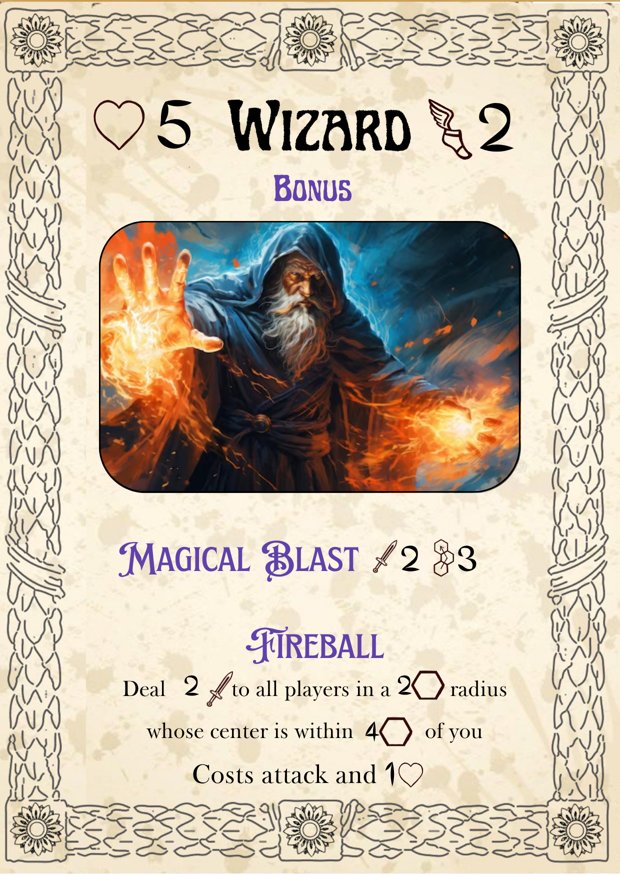 5 Wizard 2
Bonus
Magical Blast 2 3
Fireball
Deal 2 to all players in a 2 radius
whose center is within 4 of you
Costs attack and 1